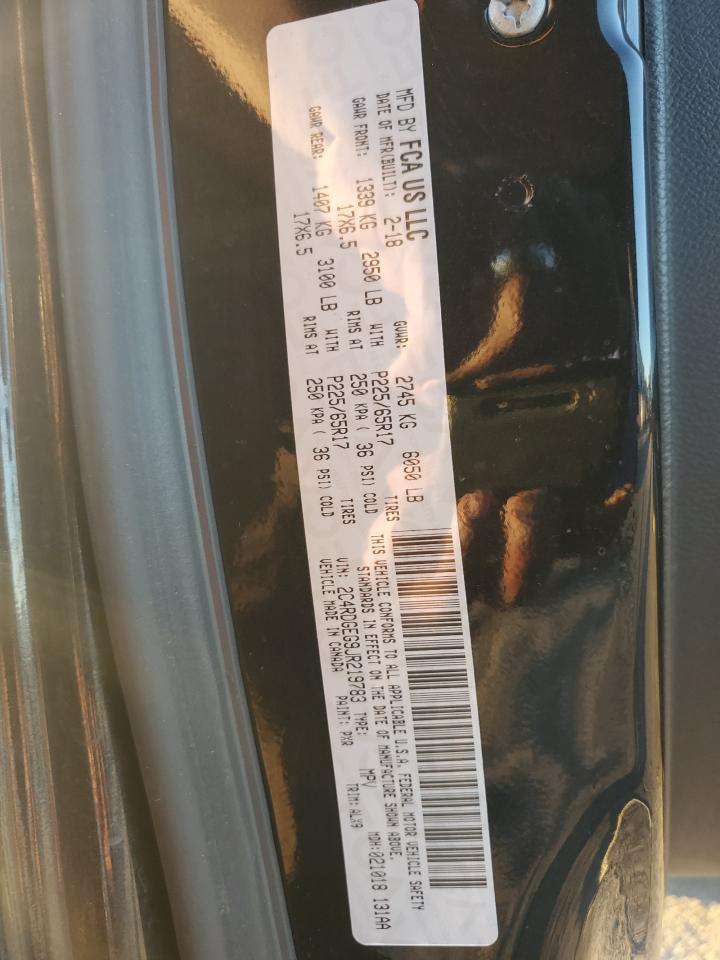 MFD BY FCA US LLC
DATE OF MFR(BUILT): 2-18 GVWR: 2745 KG 6050 LB
GAWR FRONT: 1339 KG 2950 LB WITH P225/65R17 TIRES
17X6.5 RIMS AT 250 KPA ( 36 PSI) COLD
GAWR REAR: 1407 KG 3100 LB WITH P225/65R17 TIRES
17X6.5 RIMS AT 250 KPA ( 36 PSI) COLD
THIS VEHICLE CONFORMS TO ALL APPLICABLE U.S.A. FEDERAL MOTOR VEHICLE SAFETY
STANDARDS IN EFFECT ON THE DATE OF MANUFACTURE SHOWN ABOVE.
VIN: 2C4RDGEG9JR219783 TYPE: MPV MDH:021018 131AA
VEHICLE MADE IN CANADA PAINT: PXR TRIM:ALX9